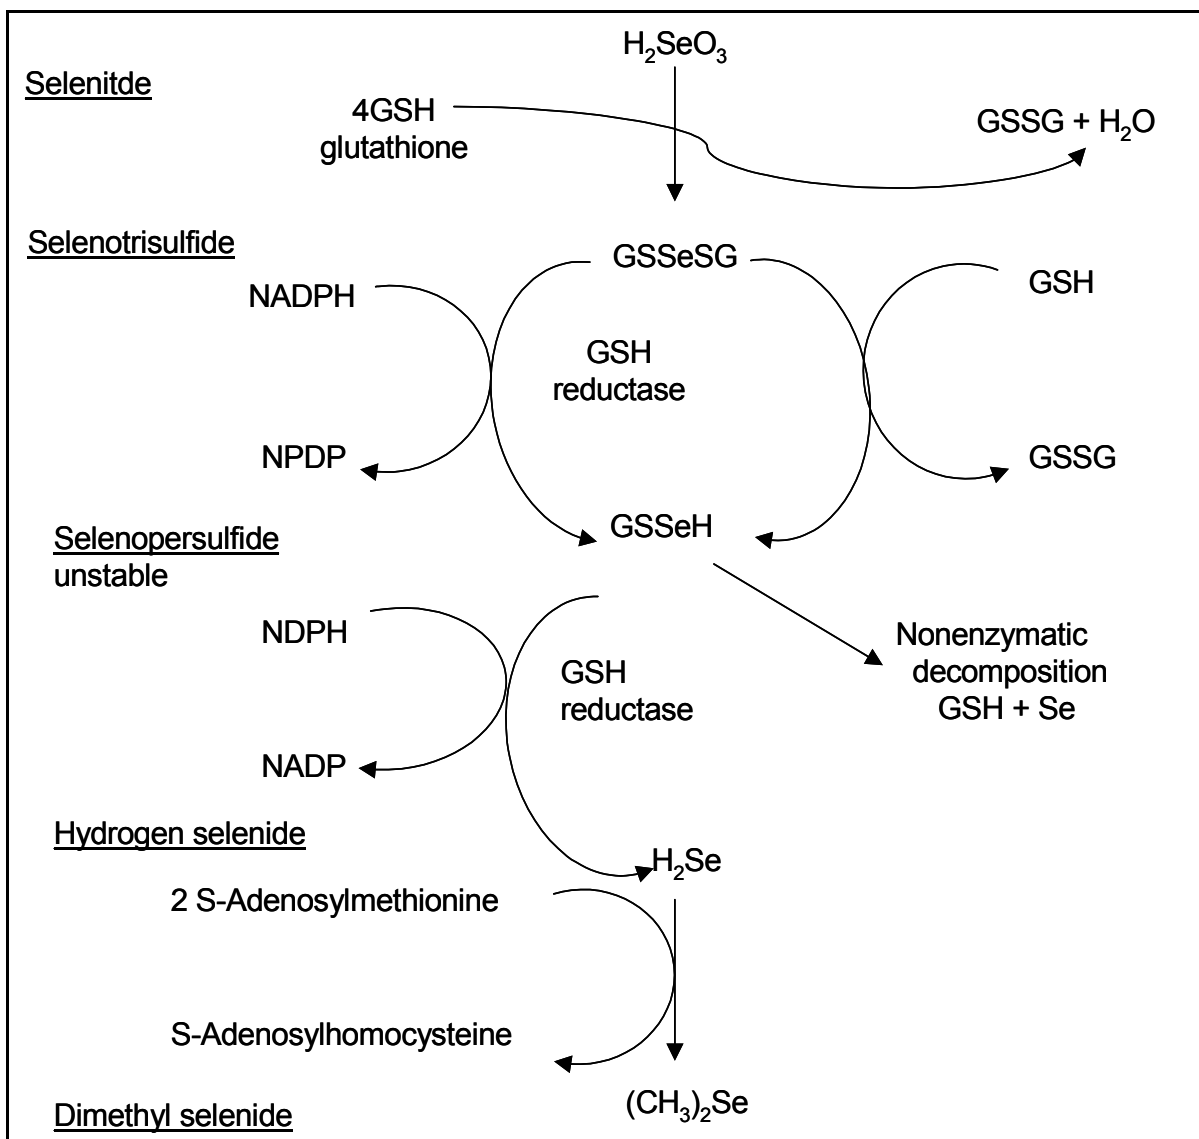 H₂SeO₃
Selenitde
4GSH
glutathione
GSSG + H₂O
Selenotrisulfide
GSSeSG
NADPH
GSH
GSH
reductase
NPDP
GSSG
GSSeH
Selenopersulfide
unstable
NDPH
Nonenzymatic
decomposition
GSH + Se
GSH
reductase
NADP
Hydrogen selenide
H₂Se
2 S-Adenosylmethionine
S-Adenosylhomocysteine
(CH₃)₂Se
Dimethyl selenide